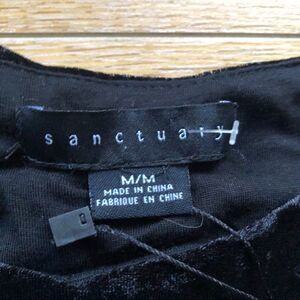 sanctuary
M/M
MADE IN CHINA
FABRIQUE EN CHINE